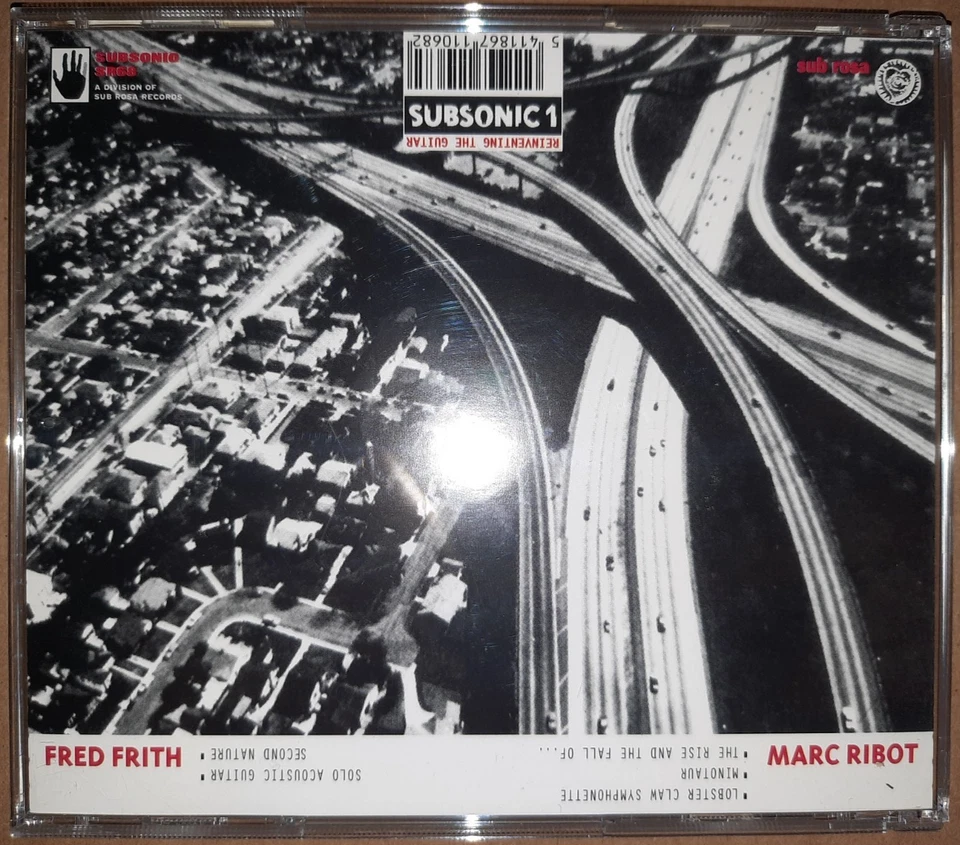 SUBSONIC
SR68
A DIVISION OF
SUB ROSA RECORDS
5 411867 110682
SUBSONIC 1
REINVENTING THE GUITAR
sub rosa
FRED FRITH
SOLO ACOUSTIC GUITAR
SECOND NATURE
MARC RIBOT
LOBSTER CLAW SYMPHONETTE
MINOTAUR
THE RISE AND THE FALL OF...